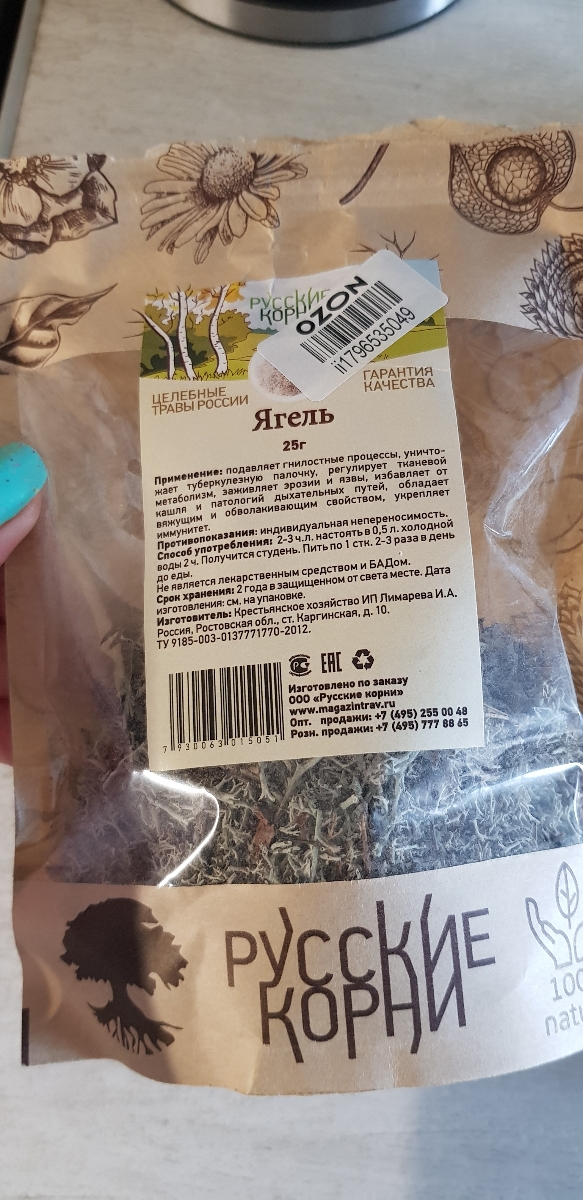 РУССКИЕ
КОРНИ
OZON
ii1796535049
ЦЕЛЕБНЫЕ
ТРАВЫ РОССИИ
ГАРАНТИЯ
КАЧЕСТВА
Ягель
25г
Применение: подавляет гнилостные процессы, уничто-
жает туберкулезную палочку, регулирует тканевой
метаболизм, заживляет эрозии и язвы, избавляет от
кашля и патологий дыхательных путей, обладает
вяжущим и обволакивающим свойством, укрепляет
иммунитет.
Противопоказания: индивидуальная непереносимость.
Способ употребления: 2-3 ч.л. настоять в 0,5 л. холодной
воды 2 ч. Получится студень. Пить по 1 стк. 2-3 раза в день
до еды.
Не является лекарственным средством и БАДом.
Срок хранения: 2 года в защищенном от света месте. Дата
изготовления: см. на упаковке.
Изготовитель: Крестьянское хозяйство ИП Лимарева И.А.
Россия, Ростовская обл., ст. Каргинская, д. 10.
ТУ 9185-003-0137771770-2012.
РС EAC
Изготовлено по заказу
ООО «Русские корни»
www.magazintrav.ru
Опт. продажи: +7 (495) 255 00 48
Розн. продажи: +7 (495) 777 88 65
7 930063 015051
РУССКИЕ
КОРНИ
100
natu